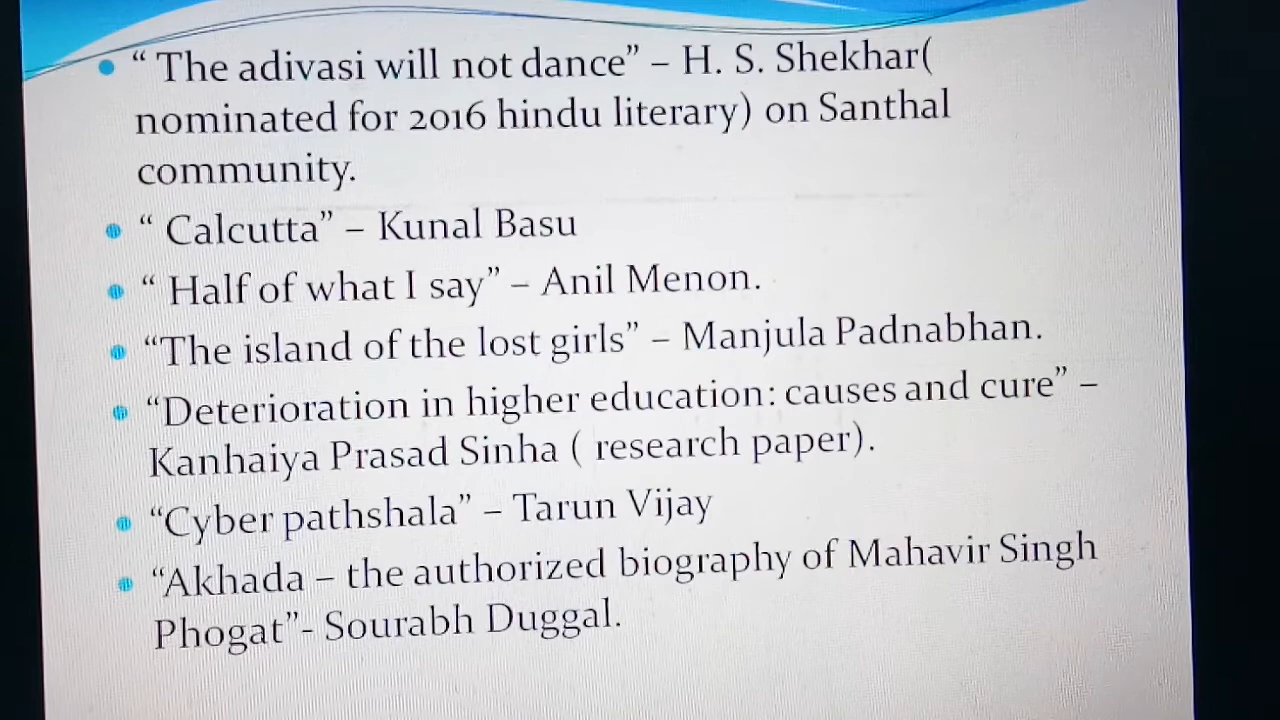 “ The adivasi will not dance” – H. S. Shekhar(
nominated for 2016 hindu literary) on Santhal
community.
“ Calcutta” – Kunal Basu
“ Half of what I say” – Anil Menon.
“The island of the lost girls” – Manjula Padnabhan.
“Deterioration in higher education: causes and cure” –
Kanhaiya Prasad Sinha ( research paper).
“Cyber pathshala” – Tarun Vijay
“Akhada – the authorized biography of Mahavir Singh
Phogat”- Sourabh Duggal.